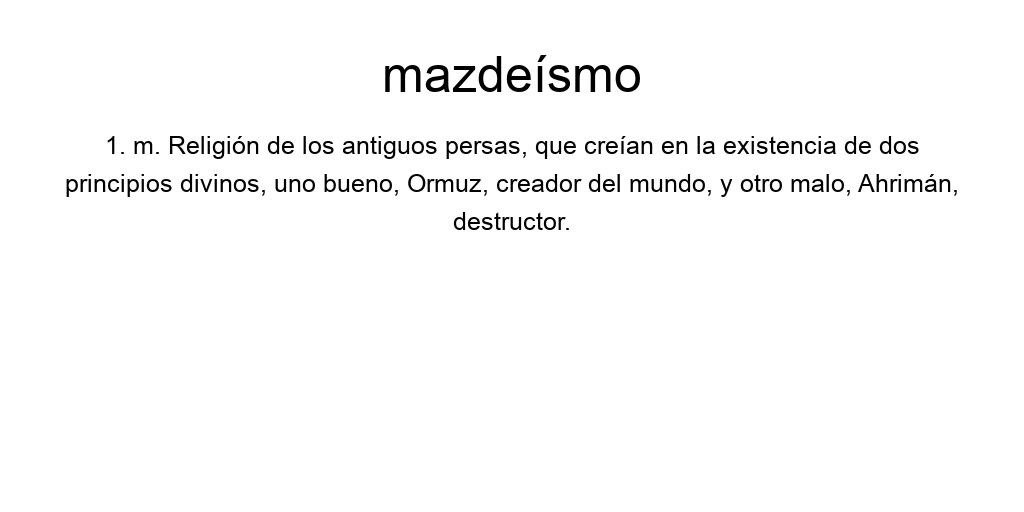 mazdeísmo
1. m. Religión de los antiguos persas, que creían en la existencia de dos
principios divinos, uno bueno, Ormuz, creador del mundo, y otro malo, Ahrimán,
destructor.